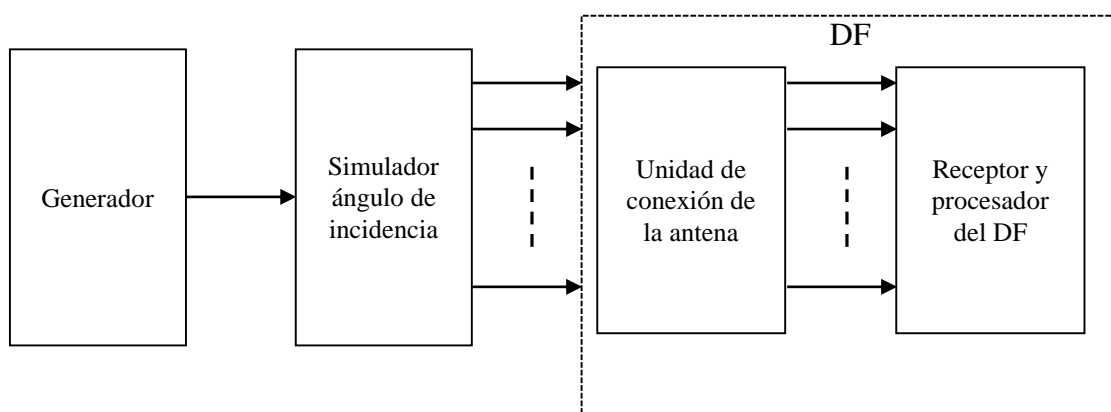 DF
Generador
Simulador
ángulo de
incidencia
Unidad de
conexión de
la antena
Receptor y
procesador
del DF